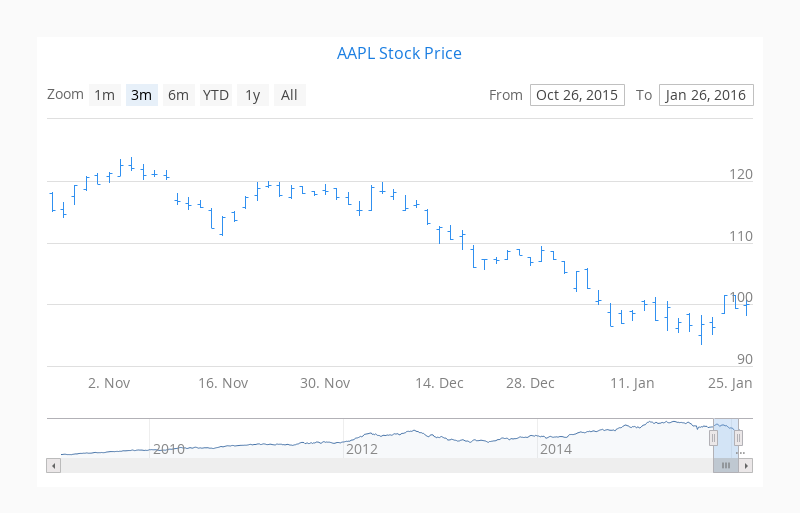 AAPL Stock Price
Zoom 1m 3m 6m YTD 1y All From Oct 26, 2015 To Jan 26, 2016
120
110
100
90
2. Nov 16. Nov 30. Nov 14. Dec 28. Dec 11. Jan 25. Jan
2010 2012 2014 ...